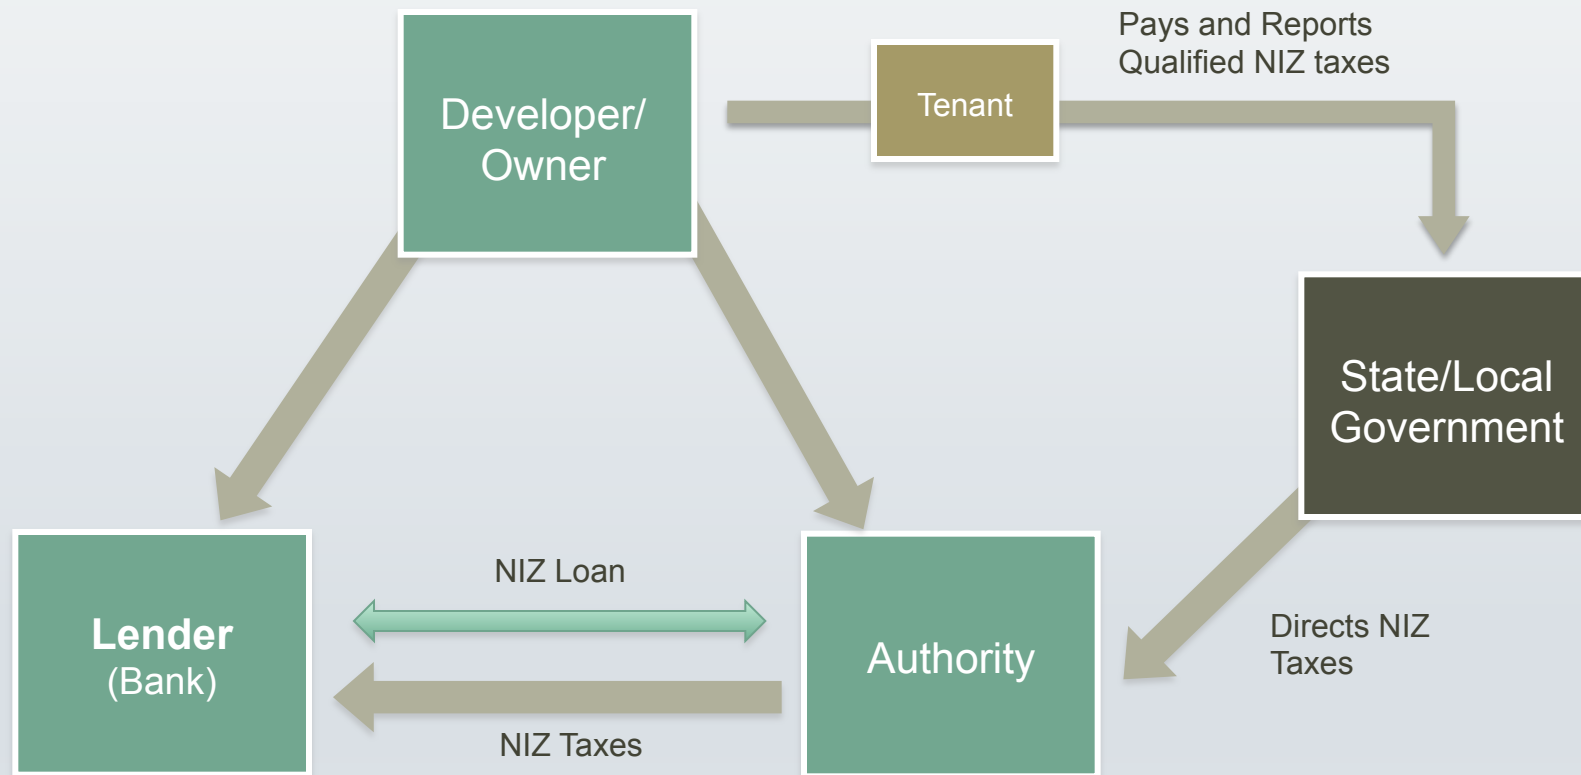 Pays and Reports
Qualified NIZ taxes
Developer/
Owner
Tenant
State/Local
Government
NIZ Loan
Lender
(Bank)
Authority
Directs NIZ
Taxes
NIZ Taxes